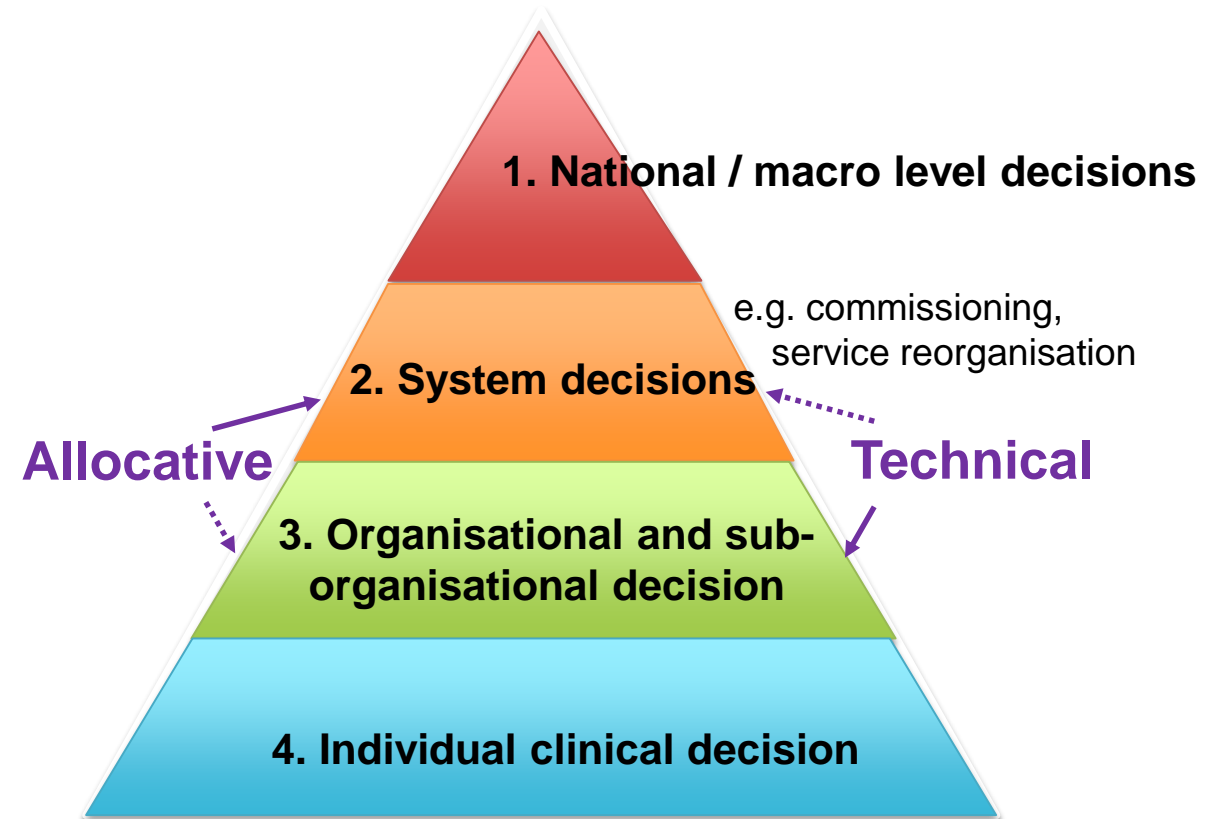 1. National / macro level decisions
e.g. commissioning,
service reorganisation
2. System decisions
Allocative
Technical
3. Organisational and sub-
organisational decision
4. Individual clinical decision